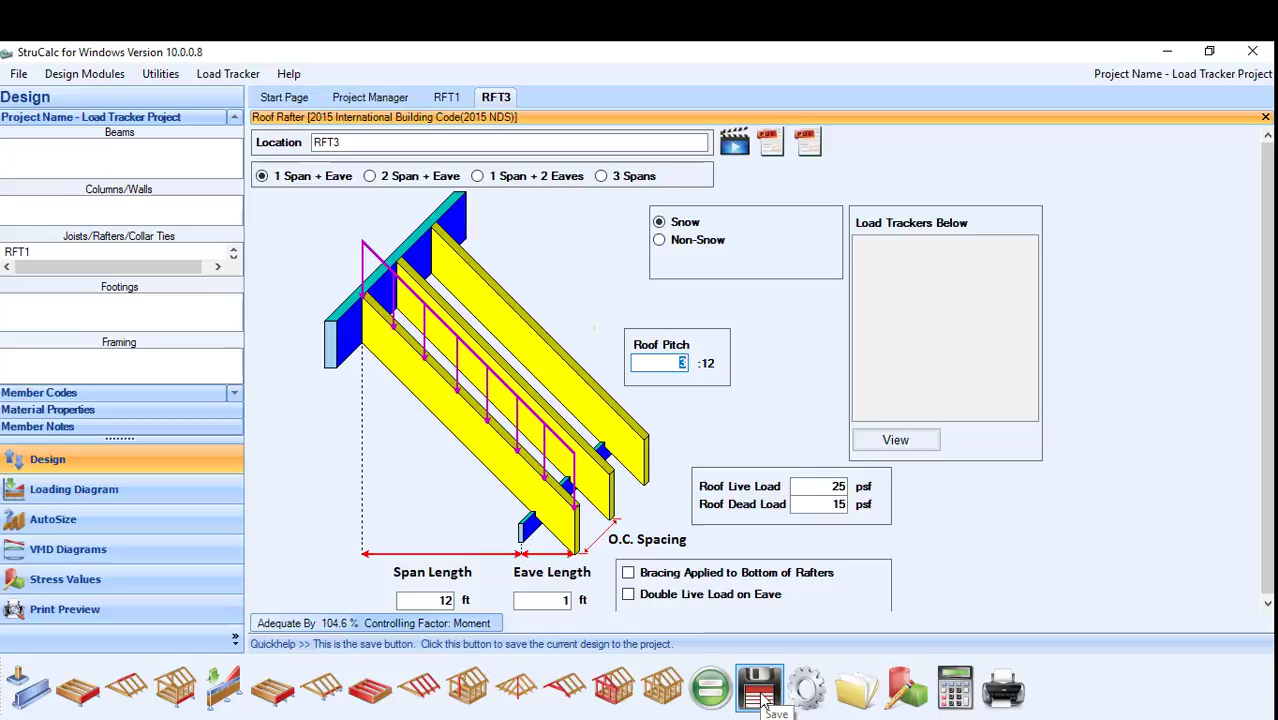 StruCalc for Windows Version 10.0.0.8
File Design Modules Utilities Load Tracker Help Project Name - Load Tracker Project
Design Start Page Project Manager RFT1 RFT3
Project Name - Load Tracker Project Roof Rafter [2015 International Building Code(2015 NDS)]
Beams
Location RFT3
1 Span + Eave 2 Span + Eave 1 Span + 2 Eaves 3 Spans
Columns/Walls
Joists/Rafters/Collar Ties
RFT1
Footings
Framing
Member Codes
Material Properties
Member Notes
Design
Loading Diagram
AutoSize
VMD Diagrams
Stress Values
Print Preview
Snow
Non-Snow
Load Trackers Below
View
Roof Pitch
3 :12
Roof Live Load 25 psf
Roof Dead Load 15 psf
O.C. Spacing
Span Length Eave Length
12 ft 1 ft
Bracing Applied to Bottom of Rafters
Double Live Load on Eave
Adequate By 104.6 % Controlling Factor: Moment
Quickhelp >> This is the save button. Click this button to save the current design to the project.
Save